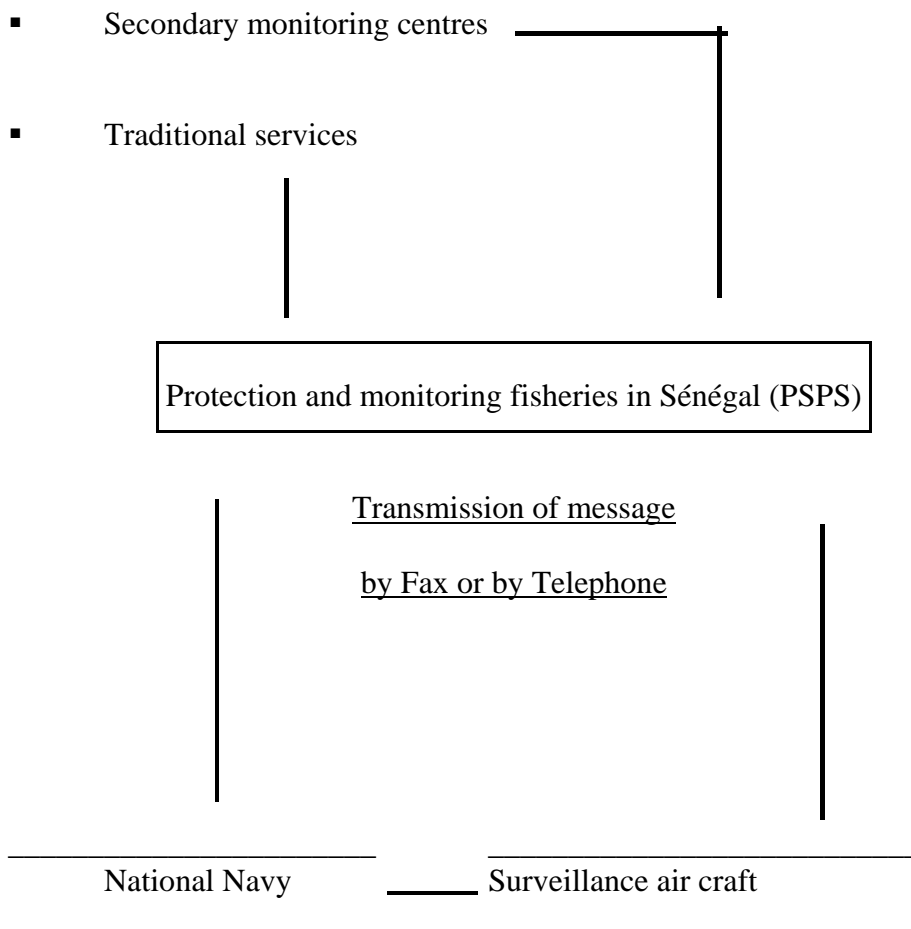 ▪ Secondary monitoring centres
▪ Traditional services
Protection and monitoring fisheries in Sénégal (PSPS)
Transmission of message
by Fax or by Telephone
National Navy Surveillance air craft